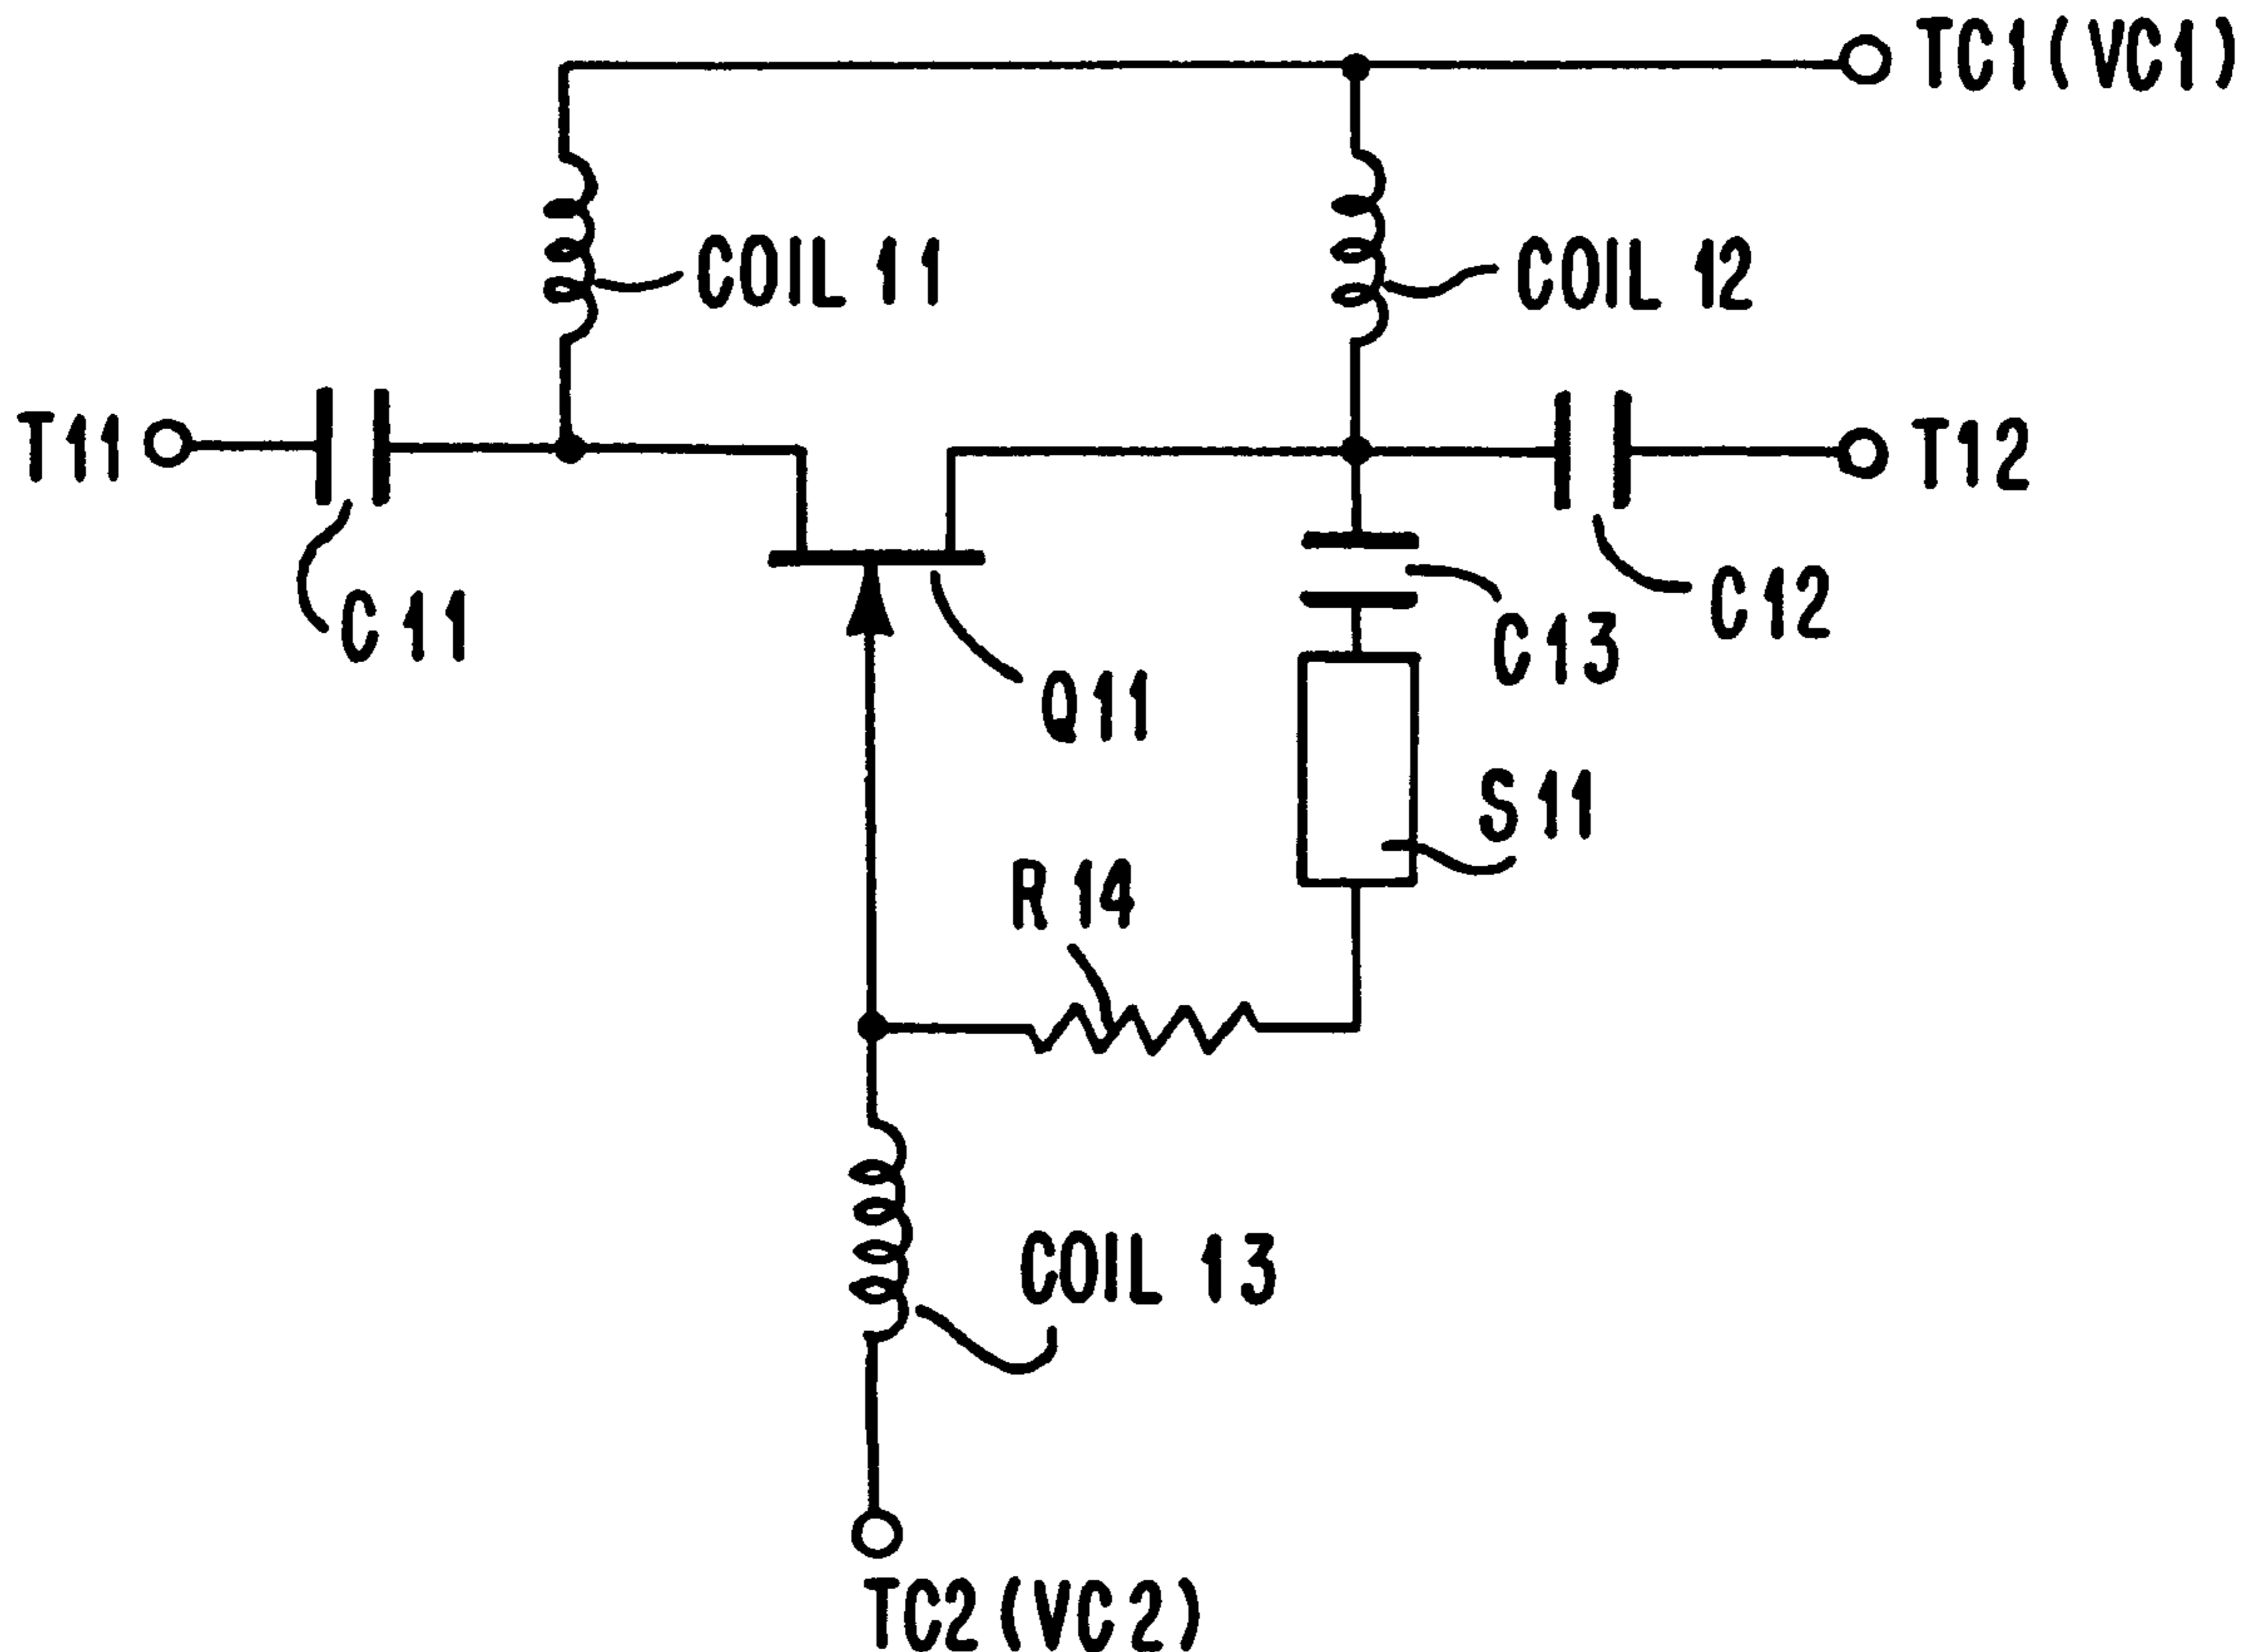 TC1(VC1)
COIL 11
COIL 12
T11
T12
C11
C12
C13
Q11
S11
R14
COIL 13
TC2(VC2)